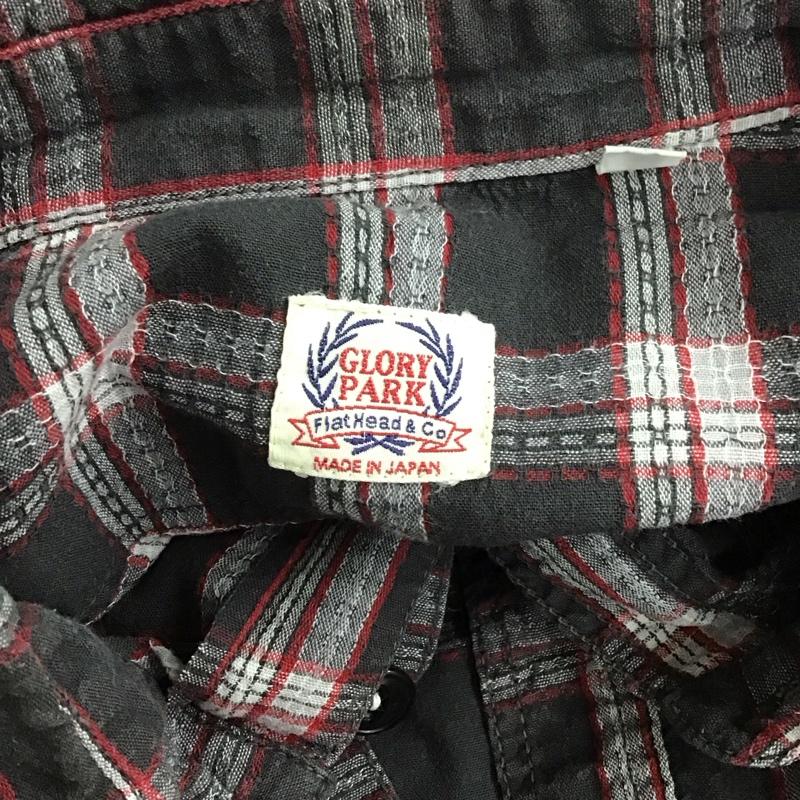 GLORY
PARK
FlatHead & Co
MADE IN JAPAN